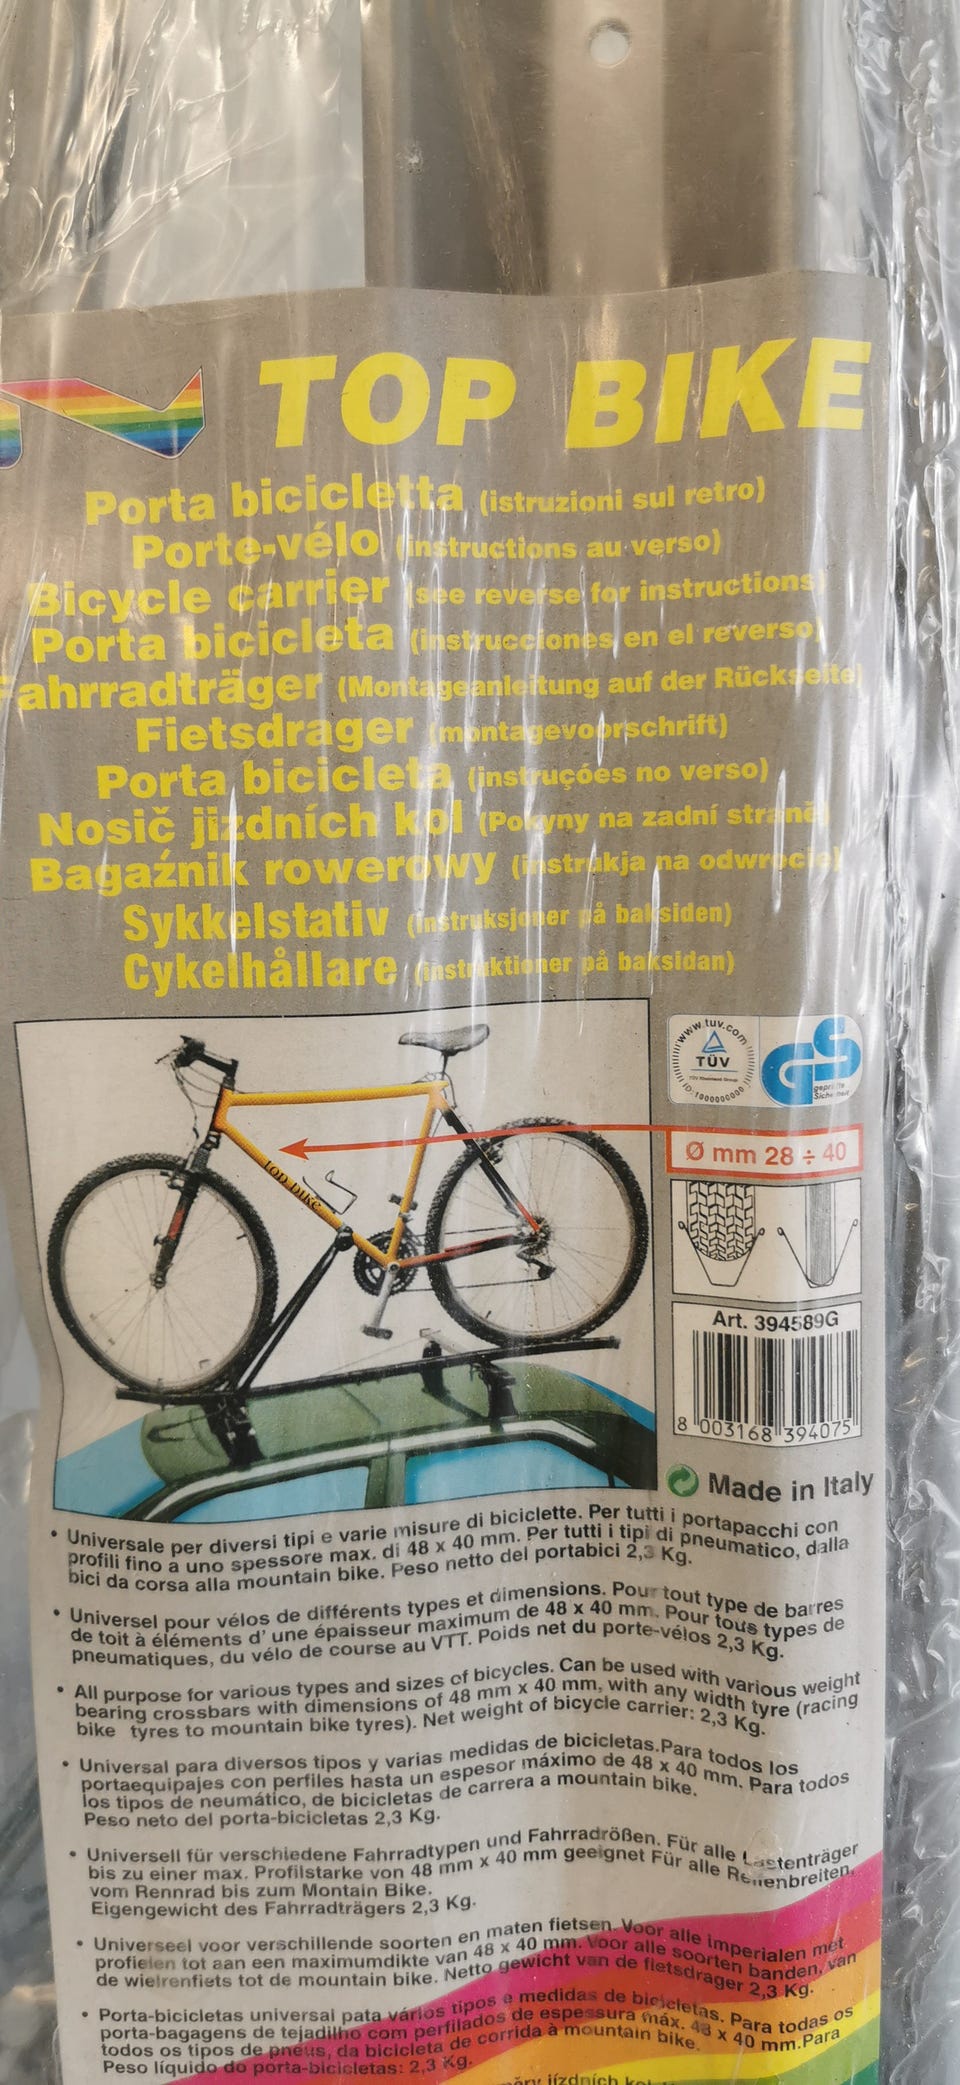 TOP BIKE
Porta bicicletta (istruzioni sul retro)
Porte-vélo (instructions au verso)
Bicycle carrier (see reverse for instructions)
Porta bicicleta (instrucciones en el reverso)
Fahrradträger (Montageanleitung auf der Rückseite)
Fietsdrager (montagevoorschrift)
Porta bicicleta (instruções no verso)
Nosič jizdních kol (Pokyny na zadní straně)
Bagaźnik rowerowy (instrukja na odwrocie)
Sykkelstativ (instruksjoner på baksiden)
Cykelhållare (instruktioner på baksidan)
www.tuv.com
TÜV
TÜV Rheinland Group
ID:1000000000
GS
geprüfte
Sicherheit
Ø mm 28 ÷ 40
top bike
Art. 394589G
8 003168 394075
Made in Italy
• Universale per diversi tipi e varie misure di biciclette. Per tutti i portapacchi con
profili fino a uno spessore max. di 48 x 40 mm. Per tutti i tipi di pneumatico, dalla
bici da corsa alla mountain bike. Peso netto del portabici 2,3 Kg.
• Universel pour vélos de différents types et dimensions. Pour tout type de barres
de toit à éléments d' une épaisseur maximum de 48 x 40 mm. Pour tous types de
pneumatiques, du vélo de course au VTT. Poids net du porte-vélos 2,3 Kg.
• All purpose for various types and sizes of bicycles. Can be used with various weight
bearing crossbars with dimensions of 48 mm x 40 mm, with any width tyre (racing
bike tyres to mountain bike tyres). Net weight of bicycle carrier: 2,3 Kg.
• Universal para diversos tipos y varias medidas de bicicletas.Para todos los
portaequipajes con perfiles hasta un espesor máximo de 48 x 40 mm. Para todos
los tipos de neumático, de bicicletas de carrera a mountain bike.
Peso neto del porta-bicicletas 2,3 Kg.
• Universell für verschiedene Fahrradtypen und Fahrradrößen. Für alle Lastenträger
bis zu einer max. Profilstarke von 48 mm x 40 mm geeignet Für alle Reifenbreiten,
vom Rennrad bis zum Montain Bike.
Eigengewicht des Fahrradträgers 2,3 Kg.
• Universeel voor verschillende soorten en maten fietsen. Voor alle imperialen met
profielen tot aan een maximumdikte van 48 x 40 mm. Voor alle soorten banden, van
de wielrenfiets tot de mountain bike. Netto gewicht van de fietsdrager 2,3 Kg.
• Porta-bicicletas universal pata vários tipos e medidas de bicicletas. Para todas os
porta-bagagens de tejadilho com perfilados de espessura máx. 48 x 40 mm.Para
todos os tipos de pneus, da bicicleta de corrida à mountain bike.
Peso líquido do porta-bicicletas: 2,3 Kg.
jízdních